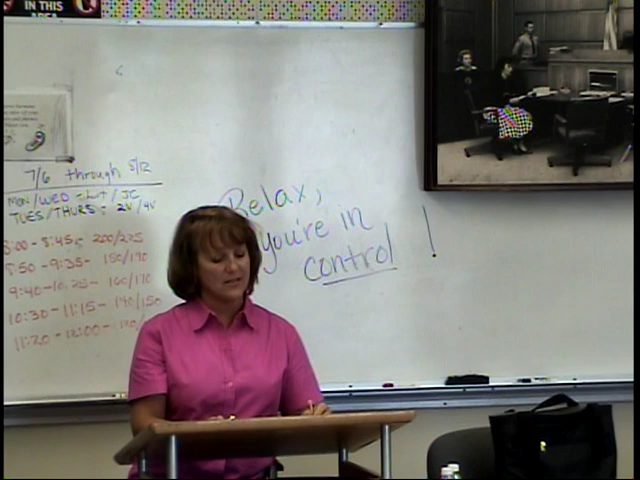 IN THIS
AREA
7/6 through 8/12
MON/WED - L+/JC
TUES/THURS: 2V/4V
8:00 - 8:45: 200/225
8:50 - 9:35- 150/190
9:40-10:25- 160/170
10:30-11:15- 140/150
11:20-12:00-
Relax,
you're in
control !